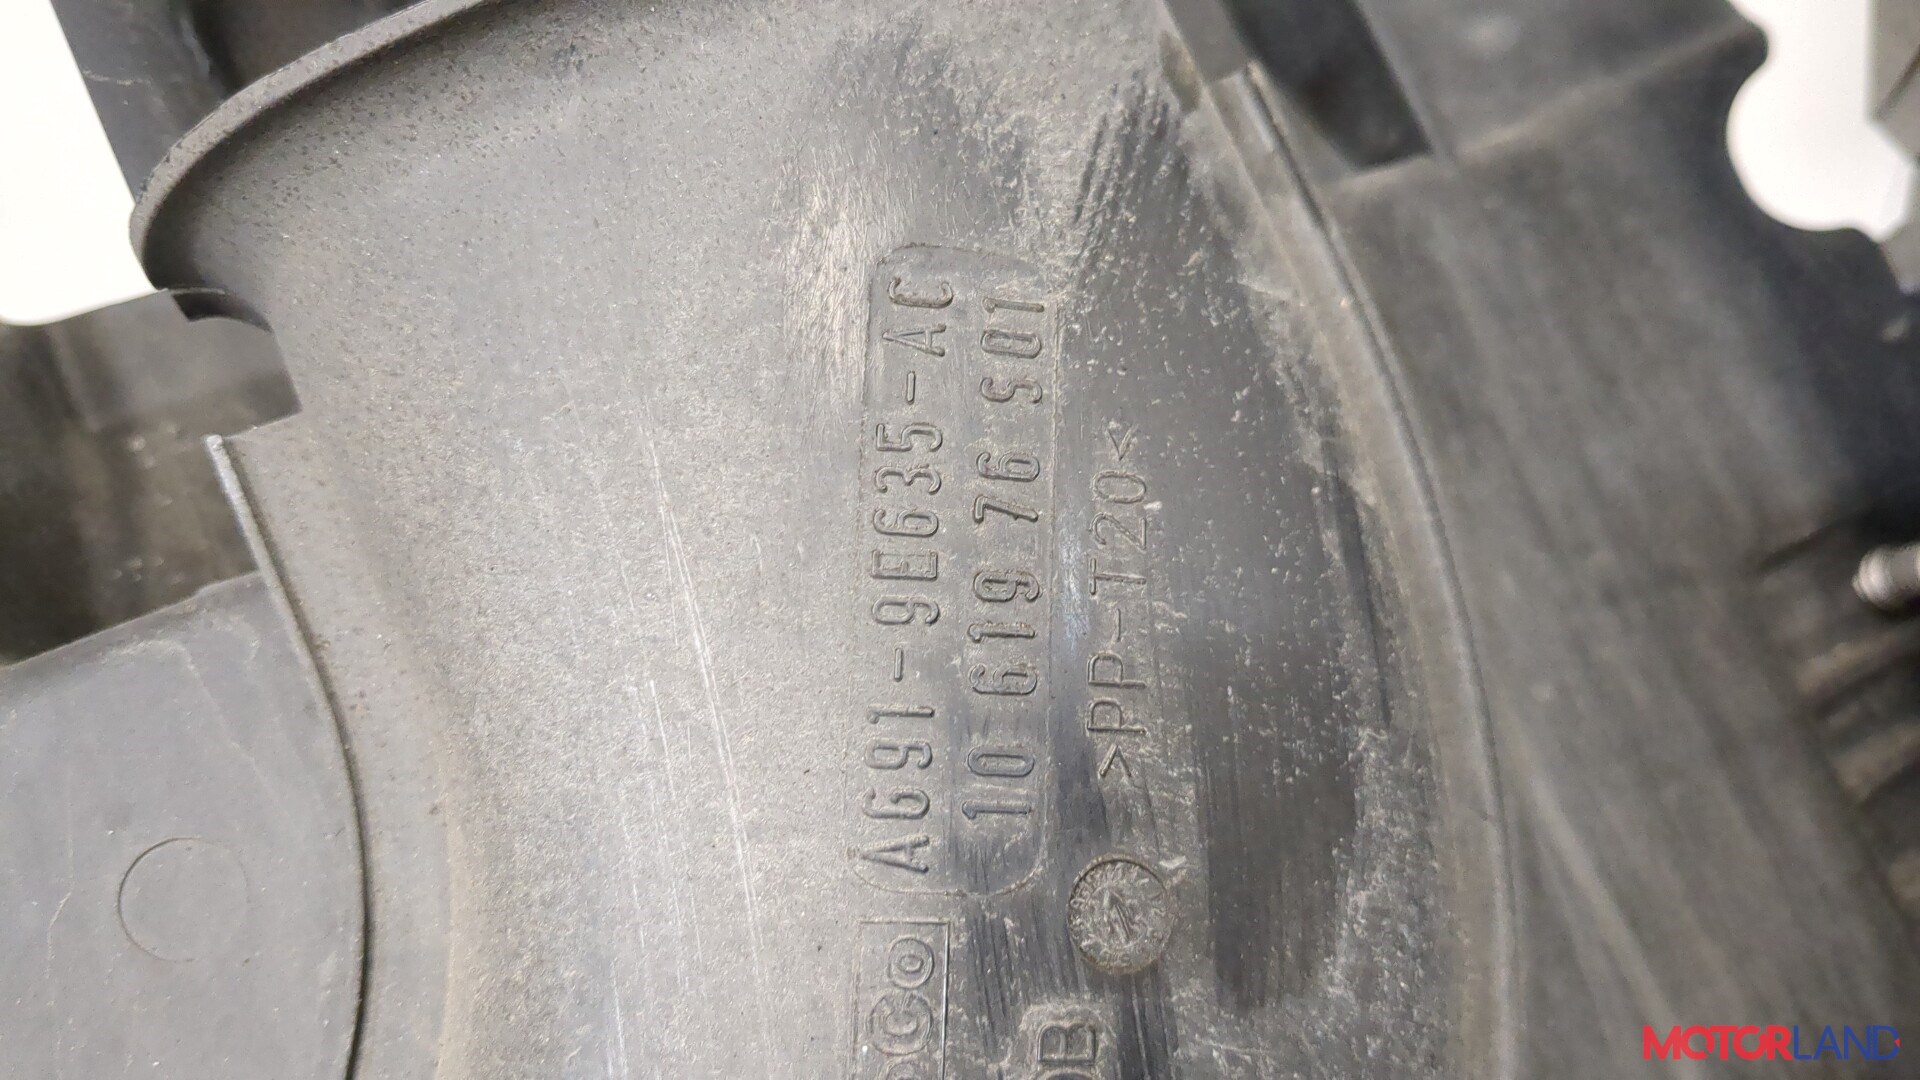 AG91-9E635-AC
10 619 76 S01
>PP-T20<
MOTORLAND